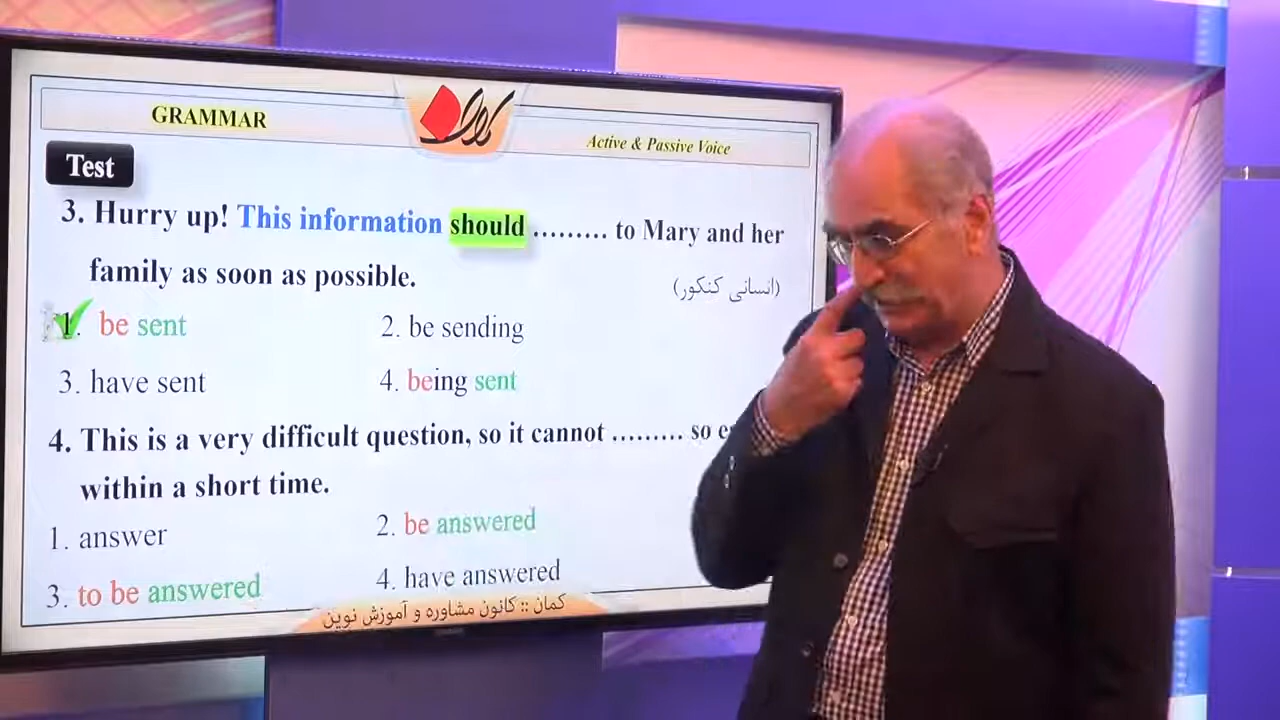 GRAMMAR
Active & Passive Voice
Test
3. Hurry up! This information should ......... to Mary and her
family as soon as possible.
(انسانی کنکور)
1. be sent
2. be sending
3. have sent
4. being sent
4. This is a very difficult question, so it cannot ......... so
within a short time.
1. answer
2. be answered
3. to be answered
4. have answered
کمان :: کانون مشاوره و آموزش نوین